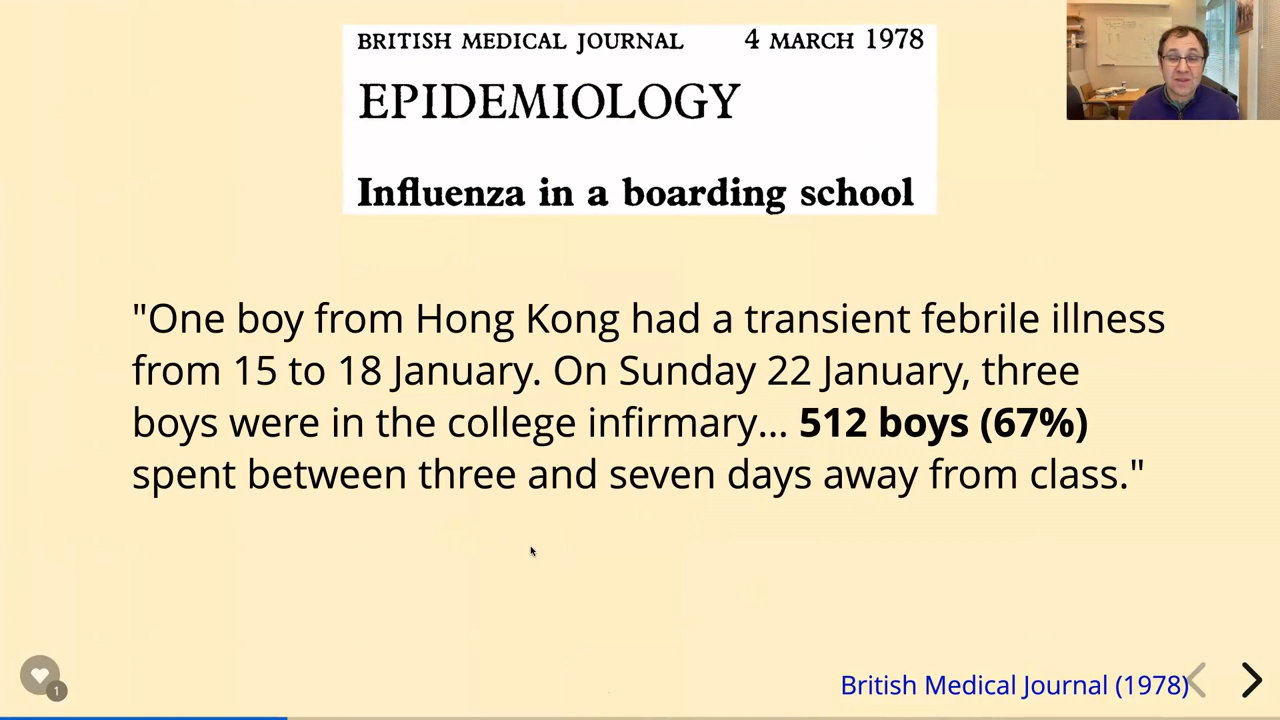 BRITISH MEDICAL JOURNAL 4 MARCH 1978
EPIDEMIOLOGY
Influenza in a boarding school
"One boy from Hong Kong had a transient febrile illness
from 15 to 18 January. On Sunday 22 January, three
boys were in the college infirmary... 512 boys (67%)
spent between three and seven days away from class."
1
British Medical Journal (1978)